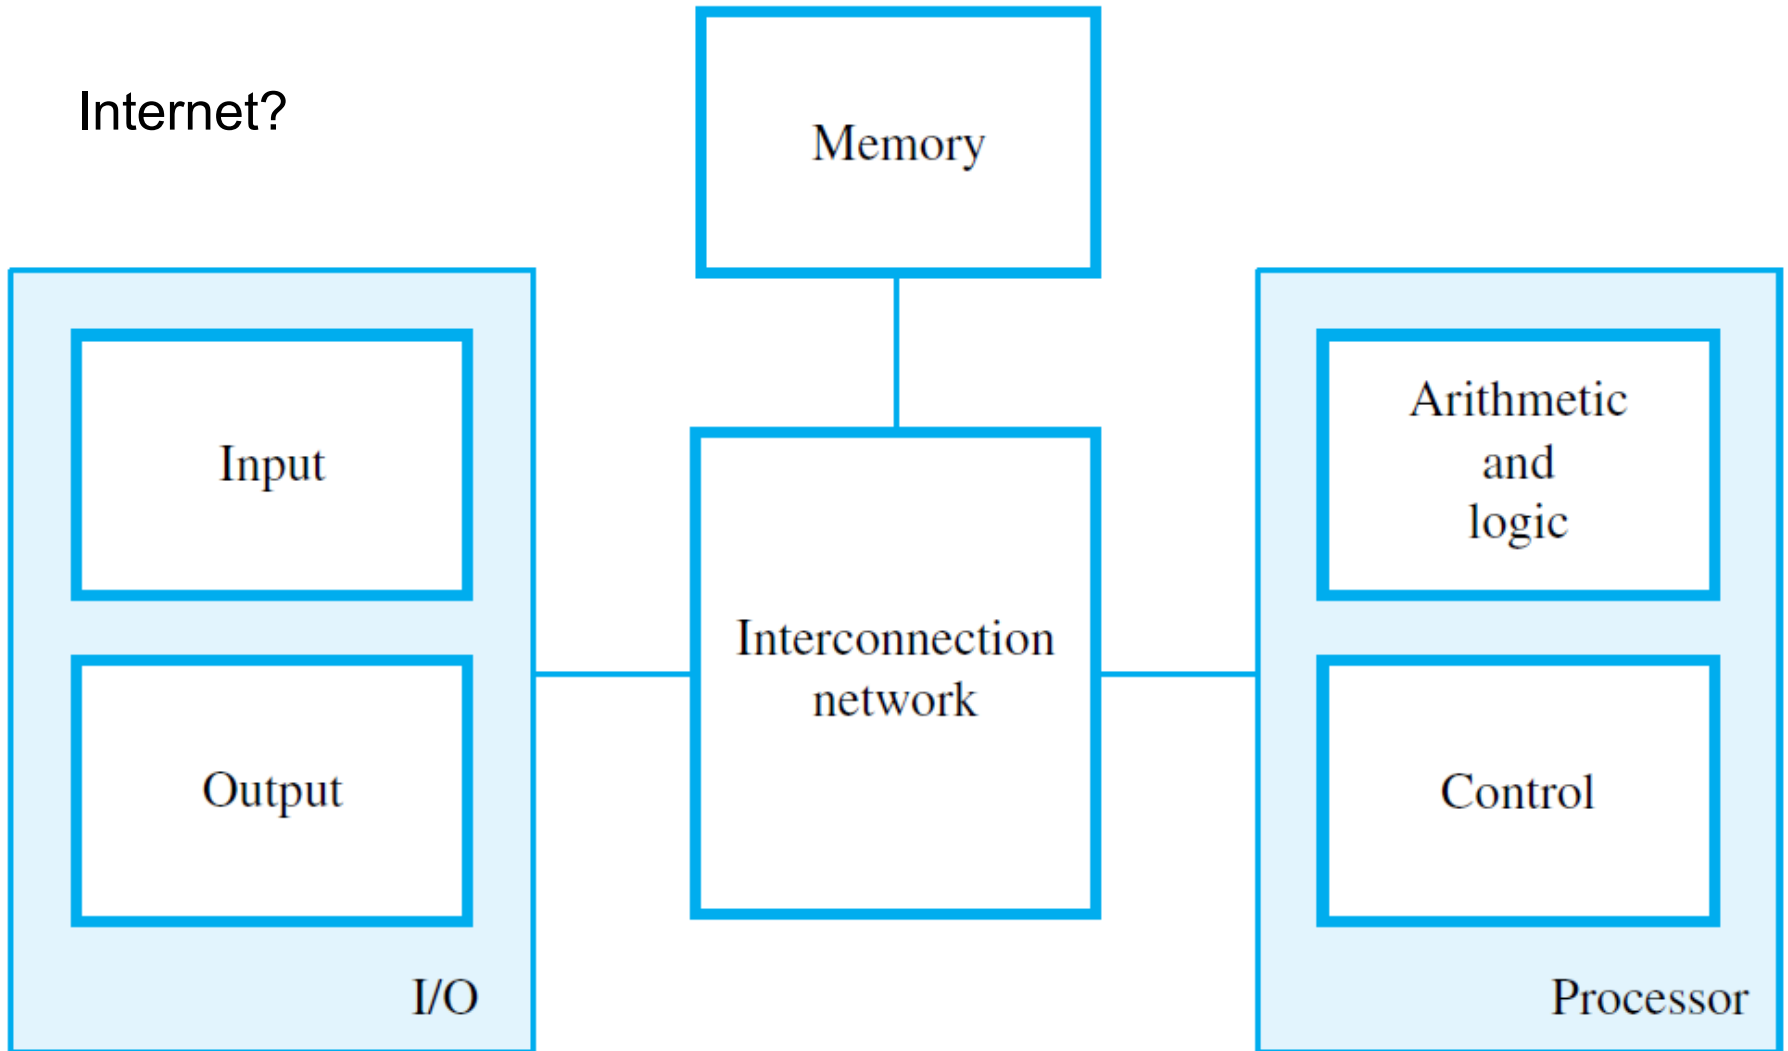 Internet?
Memory
Input
Output
I/O
Interconnection
network
Arithmetic
and
logic
Control
Processor